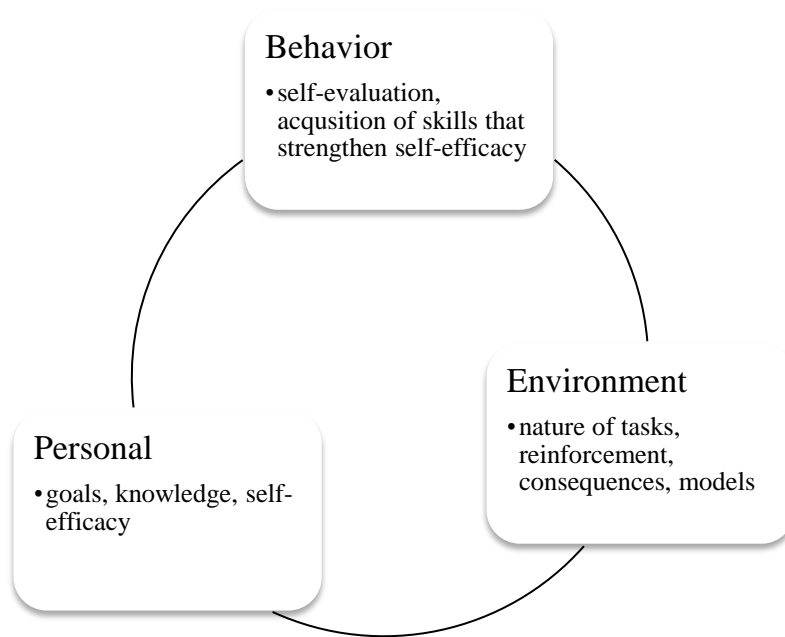 Behavior
•self-evaluation,
acqusition of skills that
strengthen self-efficacy
Environment
•nature of tasks,
reinforcement,
consequences, models
Personal
•goals, knowledge, self-
efficacy